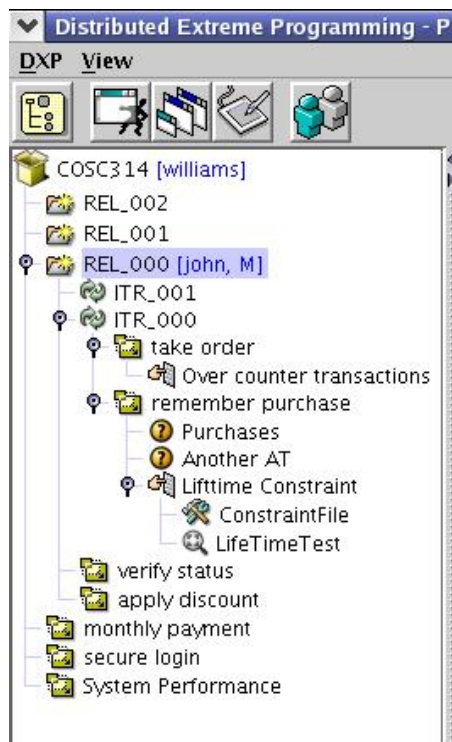 Distributed Extreme Programming - P
DXP View
COSC314 [williams]
REL_002
REL_001
REL_000 [john, M]
ITR_001
ITR_000
take order
Over counter transactions
remember purchase
Purchases
Another AT
Lifttime Constraint
ConstraintFile
LifeTimeTest
verify status
apply discount
monthly payment
secure login
System Performance